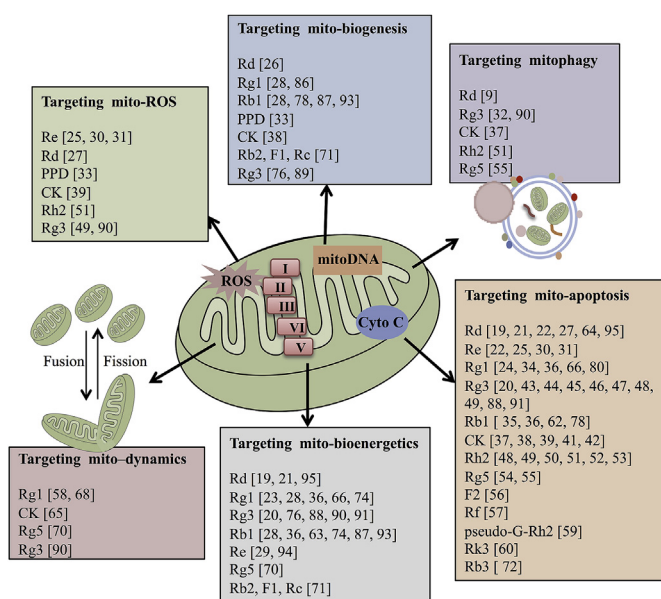 Targeting mito-biogenesis
Rd [26]
Rg1 [28, 86]
Rb1 [28, 78, 87, 93]
PPD [33]
CK [38]
Rb2, F1, Rc [71]
Rg3 [76, 89]
Targeting mitophagy
Rd [9]
Rg3 [32, 90]
CK [37]
Rh2 [51]
Rg5 [55]
Targeting mito-ROS
Re [25, 30, 31]
Rd [27]
PPD [33]
CK [39]
Rh2 [51]
Rg3 [49, 90]
ROS
I
II
III
VI
V
mitoDNA
Cyto C
Fusion
Fission
Targeting mito-apoptosis
Rd [19, 21, 22, 27, 64, 95]
Re [22, 25, 30, 31]
Rg1 [24, 34, 36, 66, 80]
Rg3 [20, 43, 44, 45, 46, 47, 48,
49, 88, 91]
Rb1 [ 35, 36, 62, 78]
CK [37, 38, 39, 41, 42]
Rh2 [48, 49, 50, 51, 52, 53]
Rg5 [54, 55]
F2 [56]
Rf [57]
pseudo-G-Rh2 [59]
Rk3 [60]
Rb3 [ 72]
Targeting mito–dynamics
Rg1 [58, 68]
CK [65]
Rg5 [70]
Rg3 [90]
Targeting mito-bioenergetics
Rd [19, 21, 95]
Rg1 [23, 28, 36, 66, 74]
Rg3 [20, 76, 88, 90, 91]
Rb1 [28, 36, 63, 74, 87, 93]
Re [29, 94]
Rg5 [70]
Rb2, F1, Rc [71]